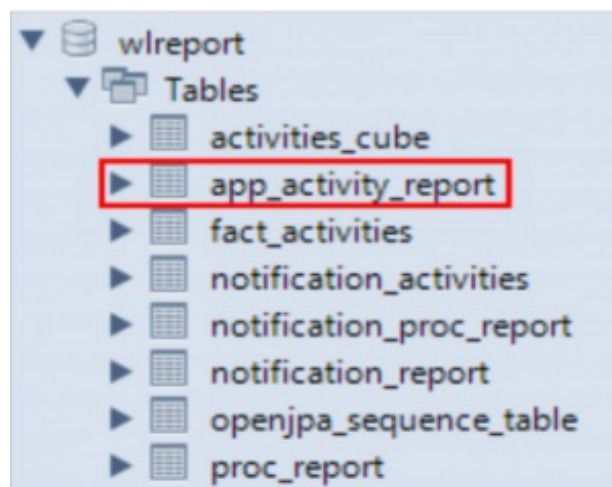 wlreport
Tables
activities_cube
app_activity_report
fact_activities
notification_activities
notification_proc_report
notification_report
openjpa_sequence_table
proc_report